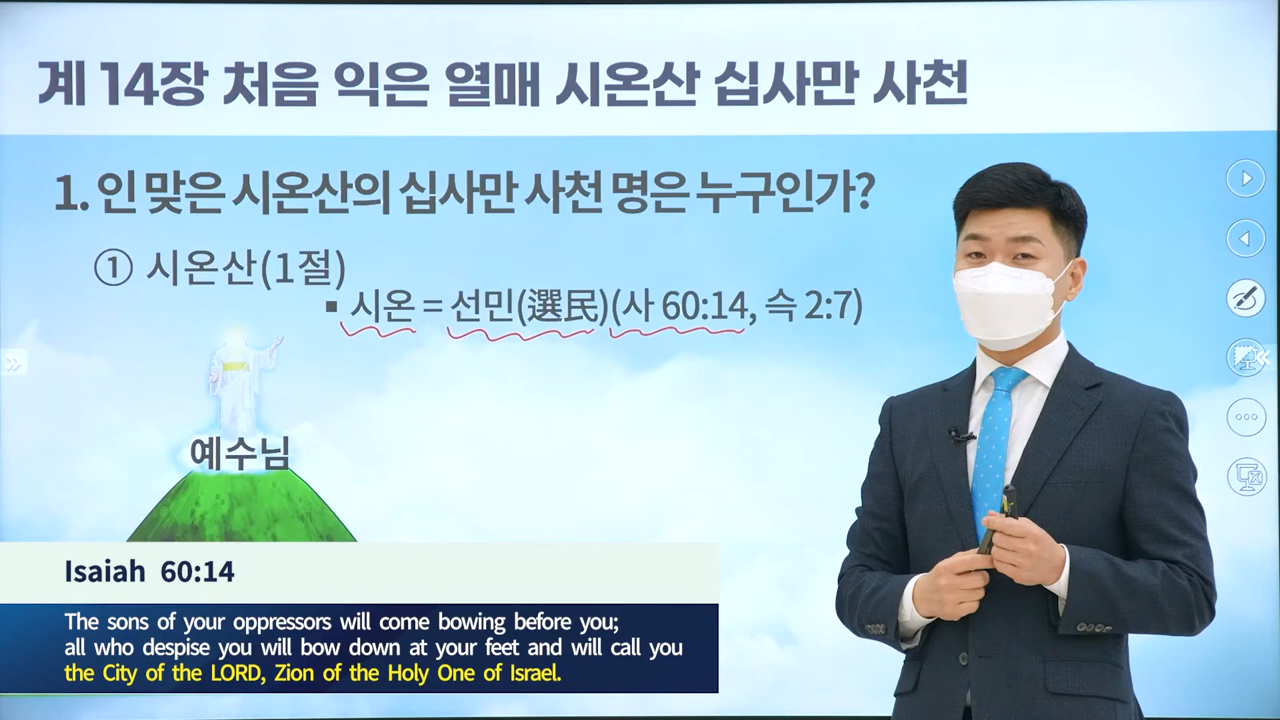 계 14장 처음 익은 열매 시온산 십사만 사천
1. 인 맞은 시온산의 십사만 사천 명은 누구인가?
① 시온산(1절)
▪ 시온 = 선민(選民)(사 60:14, 슥 2:7)
예수님
Isaiah 60:14
The sons of your oppressors will come bowing before you;
all who despise you will bow down at your feet and will call you
the City of the LORD, Zion of the Holy One of Israel.